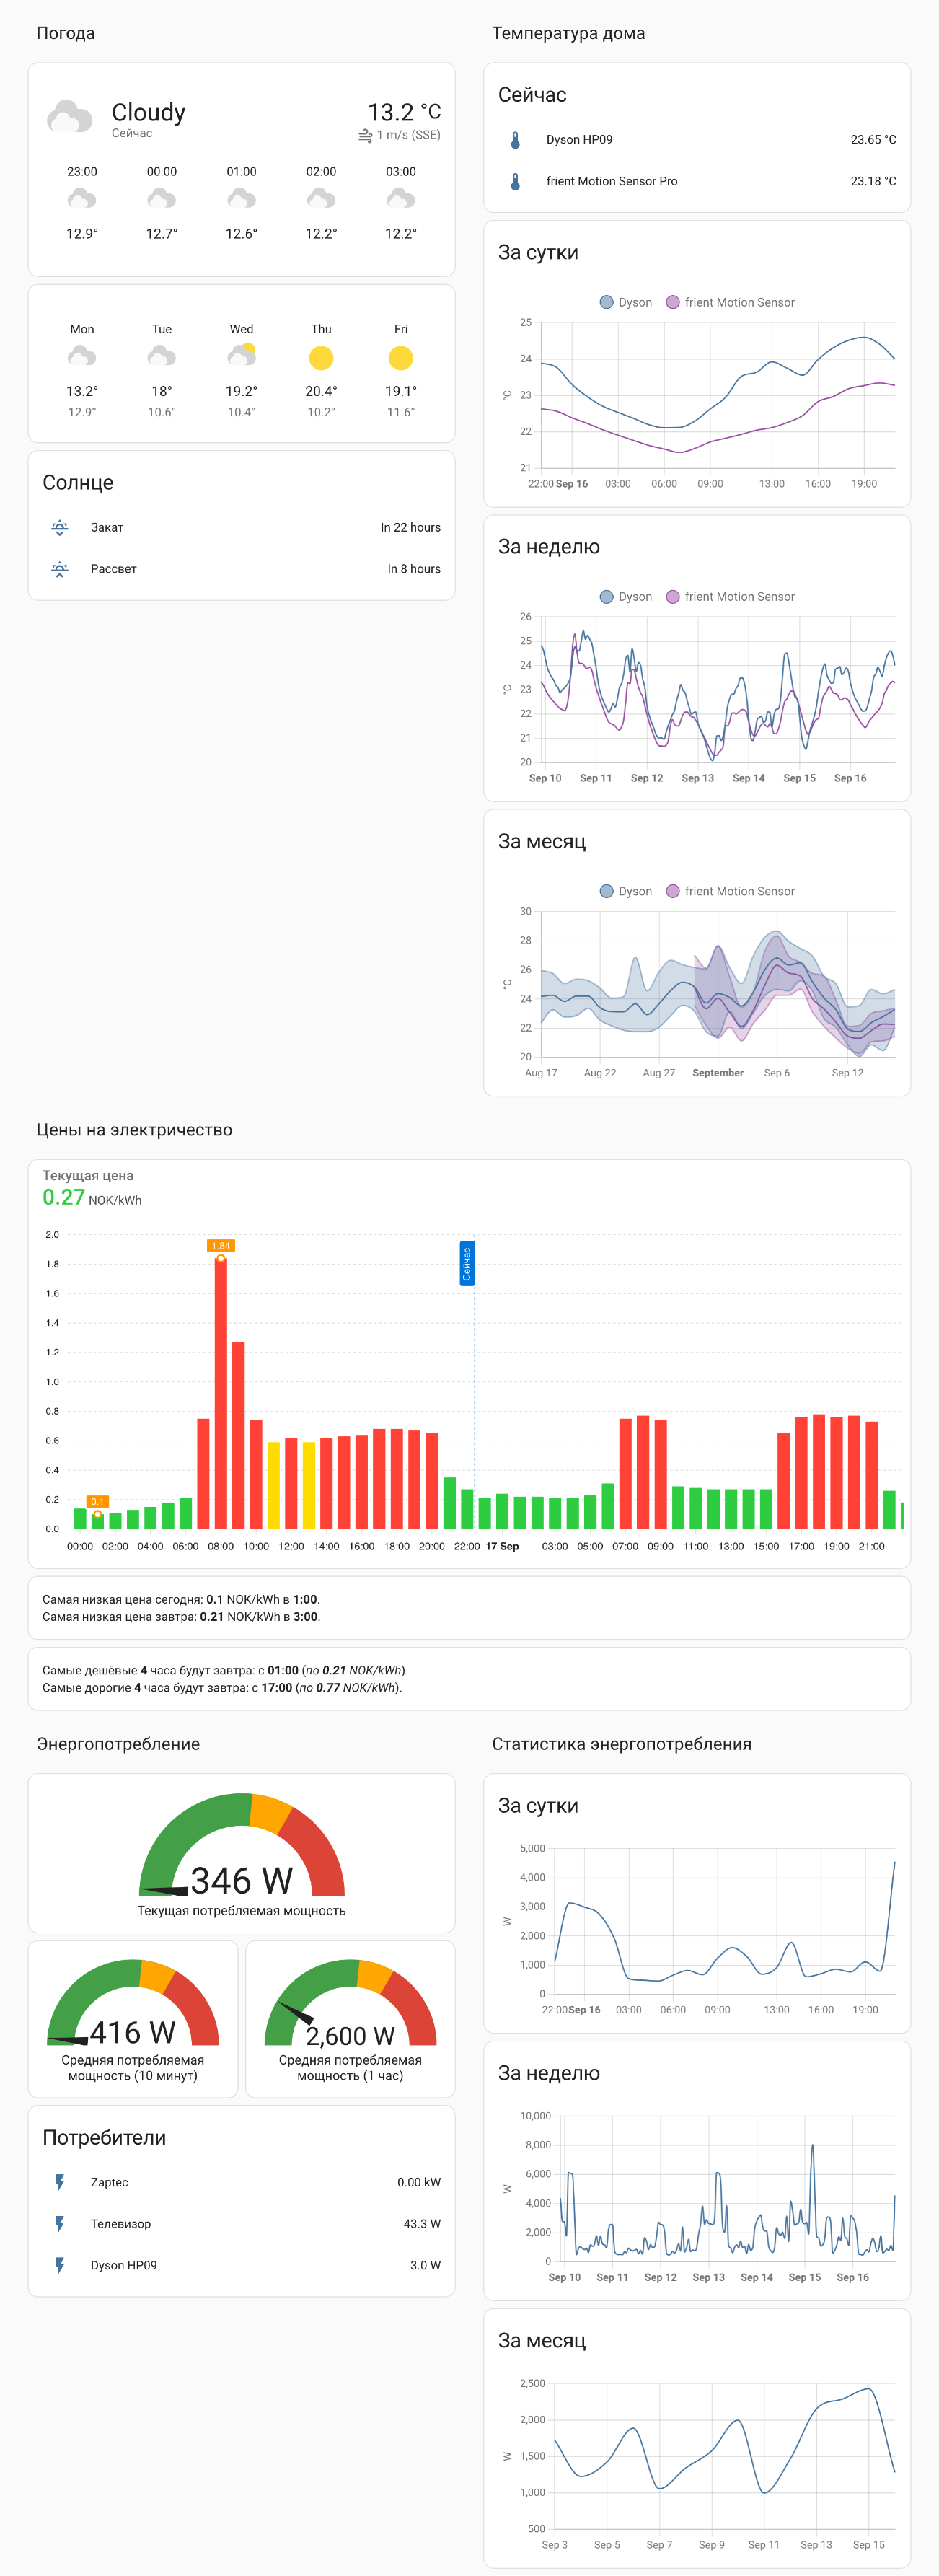 Погода
Cloudy
Сейчас
13.2 °C
1 m/s (SSE)
23:00 00:00 01:00 02:00 03:00
12.9° 12.7° 12.6° 12.2° 12.2°
Mon Tue Wed Thu Fri
13.2° 18° 19.2° 20.4° 19.1°
12.9° 10.6° 10.4° 10.2° 11.6°
Солнце
Закат In 22 hours
Рассвет In 8 hours
Температура дома
Сейчас
Dyson HP09 23.65 °C
frient Motion Sensor Pro 23.18 °C
За сутки
Dyson frient Motion Sensor
25
24
23
22
21
°C
22:00 Sep 16 03:00 06:00 09:00 13:00 16:00 19:00
За неделю
Dyson frient Motion Sensor
26
25
24
23
22
21
20
°C
Sep 10 Sep 11 Sep 12 Sep 13 Sep 14 Sep 15 Sep 16
За месяц
Dyson frient Motion Sensor
30
28
26
24
22
20
°C
Aug 17 Aug 22 Aug 27 September Sep 6 Sep 12
Цены на электричество
Текущая цена
0.27 NOK/kWh
2.0
1.8
1.6
1.4
1.2
1.0
0.8
0.6
0.4
0.2
0.0
1.84
0.1
Сейчас
00:00 02:00 04:00 06:00 08:00 10:00 12:00 14:00 16:00 18:00 20:00 22:00 17 Sep 03:00 05:00 07:00 09:00 11:00 13:00 15:00 17:00 19:00 21:00
Самая низкая цена сегодня: 0.1 NOK/kWh в 1:00.
Самая низкая цена завтра: 0.21 NOK/kWh в 3:00.
Самые дешёвые 4 часа будут завтра: с 01:00 (по 0.21 NOK/kWh).
Самые дорогие 4 часа будут завтра: с 17:00 (по 0.77 NOK/kWh).
Энергопотребление
346 W
Текущая потребляемая мощность
416 W
Средняя потребляемая
мощность (10 минут)
2,600 W
Средняя потребляемая
мощность (1 час)
Потребители
Zaptec 0.00 kW
Телевизор 43.3 W
Dyson HP09 3.0 W
Статистика энергопотребления
За сутки
5,000
4,000
3,000
2,000
1,000
0
W
22:00 Sep 16 03:00 06:00 09:00 13:00 16:00 19:00
За неделю
10,000
8,000
6,000
4,000
2,000
0
W
Sep 10 Sep 11 Sep 12 Sep 13 Sep 14 Sep 15 Sep 16
За месяц
2,500
2,000
1,500
1,000
500
W
Sep 3 Sep 5 Sep 7 Sep 9 Sep 11 Sep 13 Sep 15